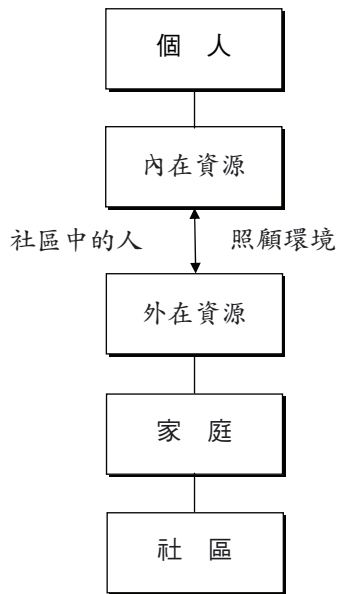 個 人
內在資源
社區中的人 照顧環境
外在資源
家 庭
社 區